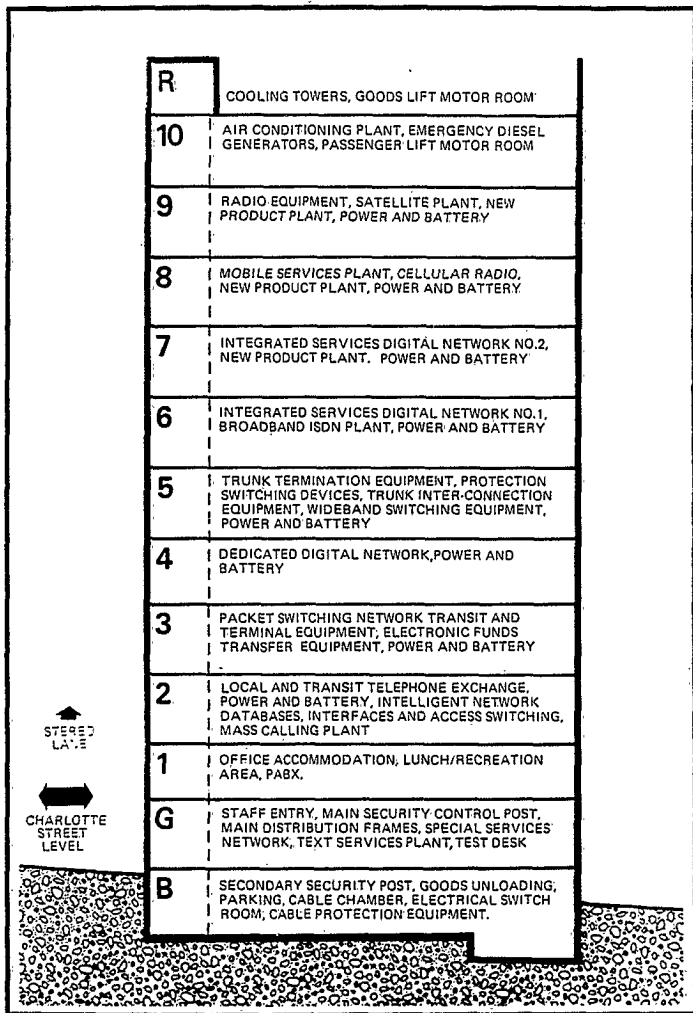 R
COOLING TOWERS, GOODS LIFT MOTOR ROOM
10
AIR CONDITIONING PLANT, EMERGENCY DIESEL
GENERATORS, PASSENGER LIFT MOTOR ROOM
9
RADIO EQUIPMENT, SATELLITE PLANT, NEW
PRODUCT PLANT, POWER AND BATTERY
8
MOBILE SERVICES PLANT, CELLULAR RADIO,
NEW PRODUCT PLANT, POWER AND BATTERY
7
INTEGRATED SERVICES DIGITAL NETWORK NO.2,
NEW PRODUCT PLANT. POWER AND BATTERY
6
INTEGRATED SERVICES DIGITAL NETWORK NO.1,
BROADBAND ISDN PLANT, POWER AND BATTERY
5
TRUNK TERMINATION EQUIPMENT, PROTECTION
SWITCHING DEVICES, TRUNK INTER-CONNECTION
EQUIPMENT, WIDEBAND SWITCHING EQUIPMENT,
POWER AND BATTERY
4
DEDICATED DIGITAL NETWORK,POWER AND
BATTERY
3
PACKET SWITCHING NETWORK TRANSIT AND
TERMINAL EQUIPMENT; ELECTRONIC FUNDS
TRANSFER EQUIPMENT, POWER AND BATTERY
2
LOCAL AND TRANSIT TELEPHONE EXCHANGE,
POWER AND BATTERY, INTELLIGENT NETWORK
DATABASES, INTERFACES AND ACCESS SWITCHING,
MASS CALLING PLANT
1
OFFICE ACCOMMODATION; LUNCH/RECREATION
AREA, PABX.
G
STAFF ENTRY, MAIN SECURITY CONTROL POST,
MAIN DISTRIBUTION FRAMES, SPECIAL SERVICES
NETWORK, TEXT SERVICES PLANT, TEST DESK
B
SECONDARY SECURITY POST, GOODS UNLOADING,
PARKING, CABLE CHAMBER, ELECTRICAL SWITCH
ROOM, CABLE PROTECTION EQUIPMENT.
LANE
CHARLOTTE
STREET
LEVEL